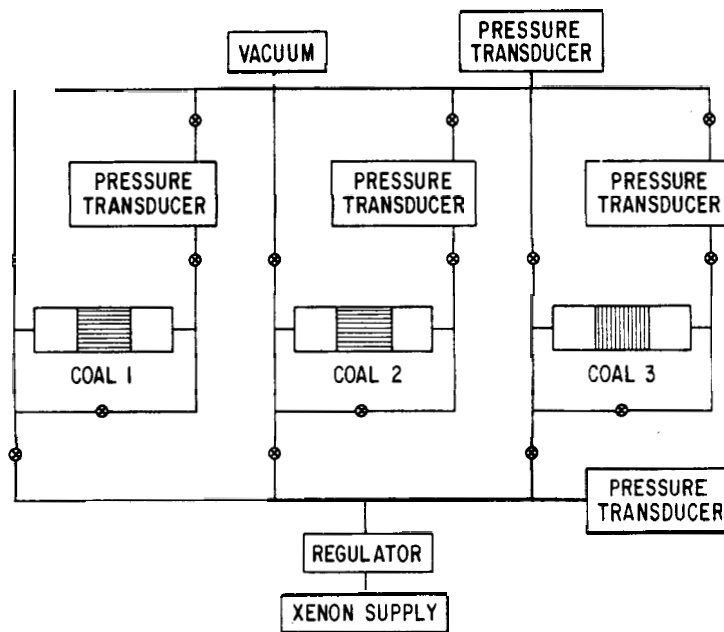 VACUUM
PRESSURE
TRANSDUCER
PRESSURE
TRANSDUCER
PRESSURE
TRANSDUCER
PRESSURE
TRANSDUCER
COAL 1
COAL 2
COAL 3
PRESSURE
TRANSDUCER
REGULATOR
XENON SUPPLY